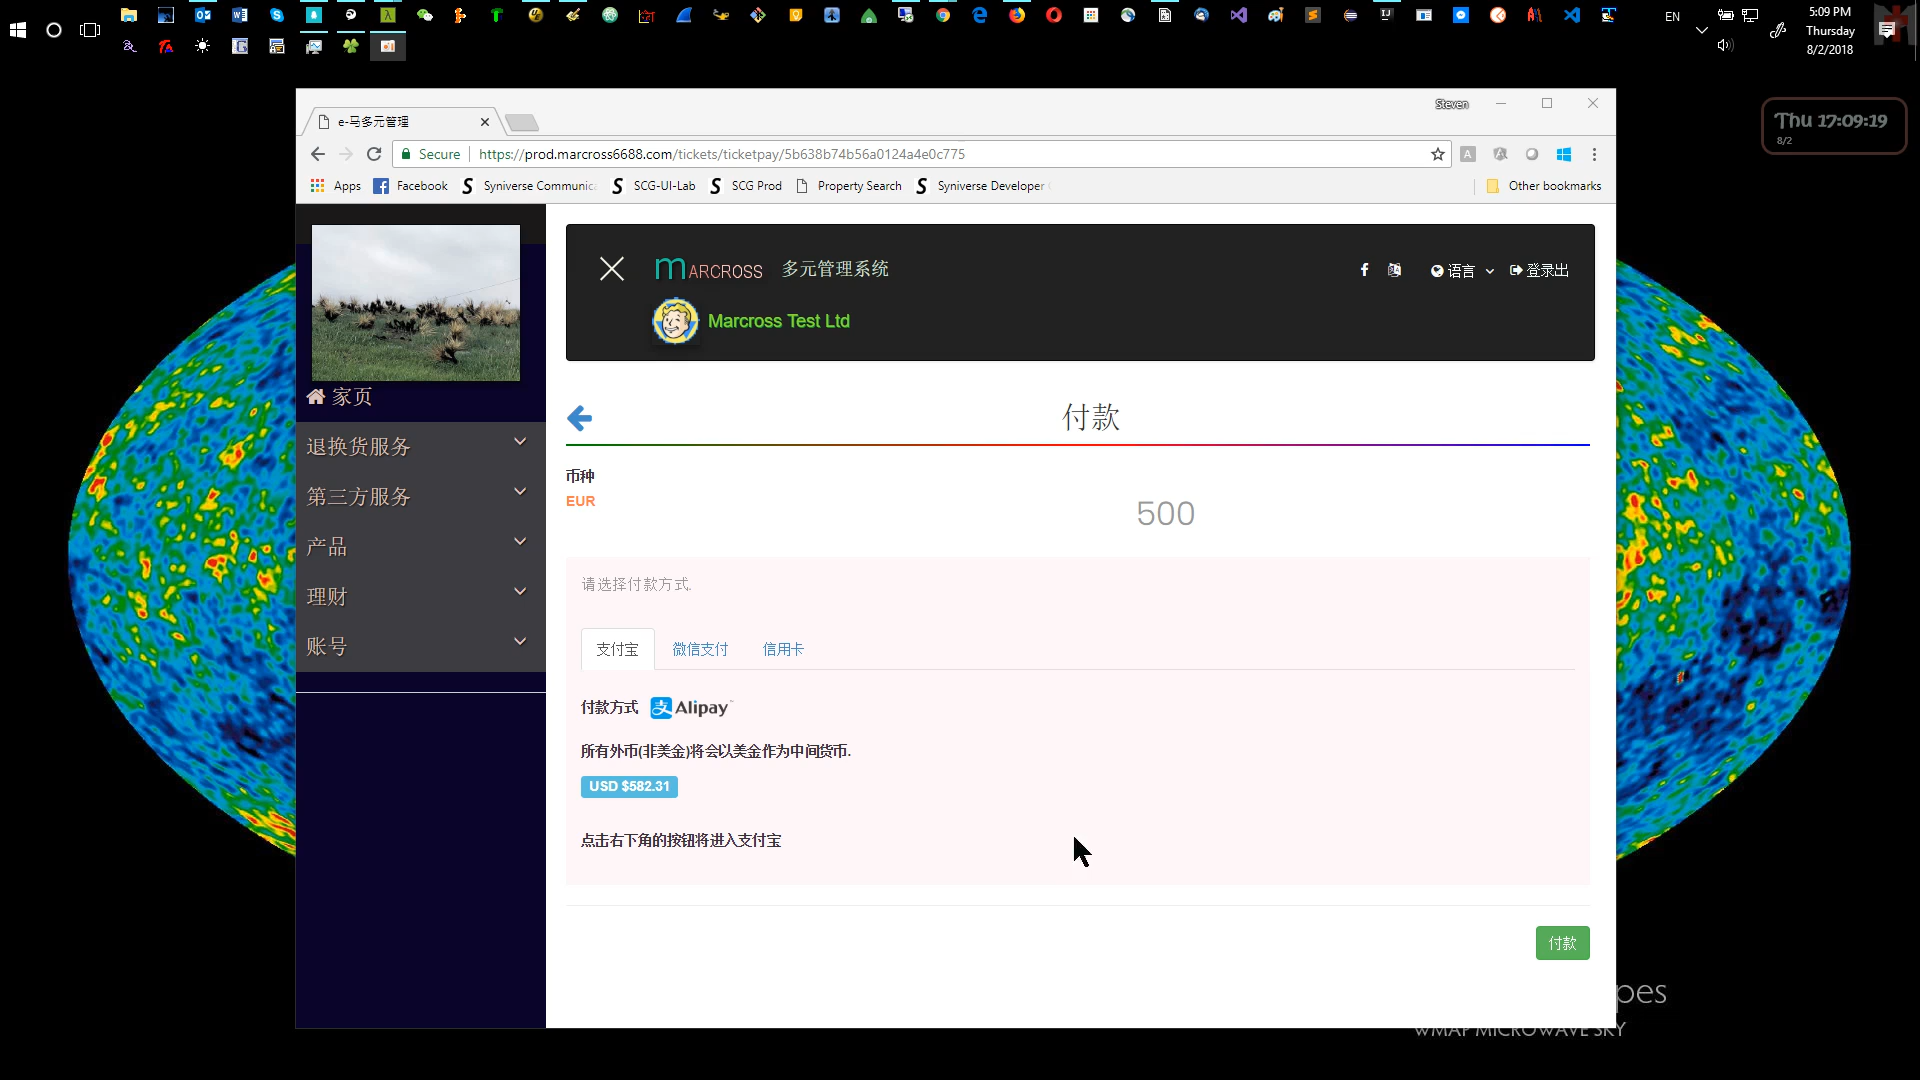 EN
5:09 PM
Thursday
8/2/2018
Thu 17:09:19
8/2
Steven
e-马多元管理
Secure
https://prod.marcross6688.com/tickets/ticketpay/5b638b74b56a0124a4e0c775
Apps
Facebook
Syniverse Communic
SCG-UI-Lab
SCG Prod
Property Search
Syniverse Developer
Other bookmarks
mARCROSS 多元管理系统
语言
登录出
Marcross Test Ltd
家页
退换货服务
第三方服务
产品
理财
账号
付款
币种
EUR
500
请选择付款方式.
支付宝 微信支付 信用卡
付款方式 支 Alipay
所有外币(非美金)将会以美金作为中间货币.
USD $582.31
点击右下角的按钮将进入支付宝
付款
pes
WMAP MICROWAVE SKY